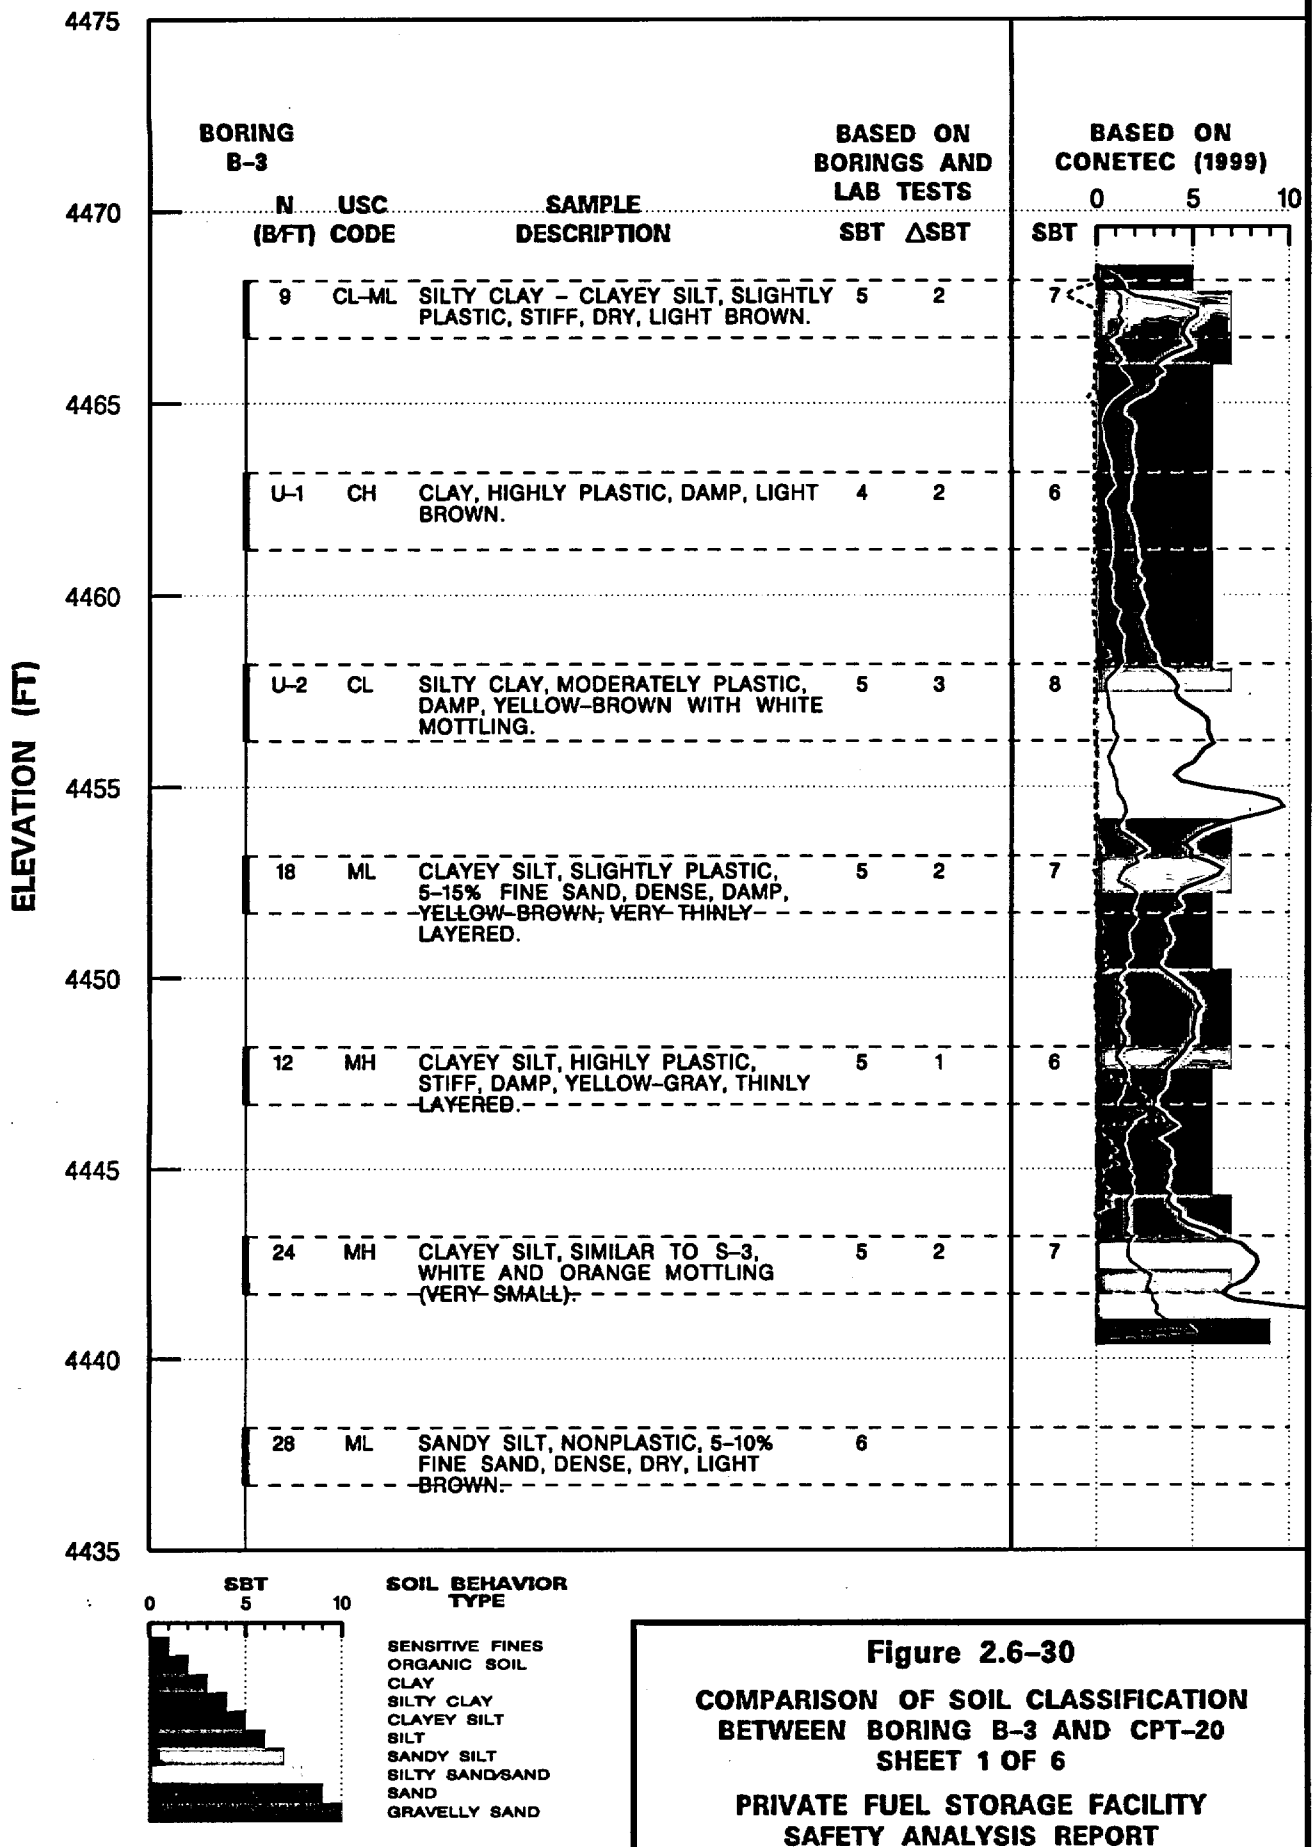 4475
BORING
B-3
BASED ON
BORINGS AND
LAB TESTS
BASED ON
CONETEC (1999)
0 5 10
4470
N
(B/FT)
USC
CODE
SAMPLE
DESCRIPTION
SBT ΔSBT
SBT
9 CL-ML SILTY CLAY - CLAYEY SILT, SLIGHTLY 5 2 7
PLASTIC, STIFF, DRY, LIGHT BROWN.
4465
U-1 CH CLAY, HIGHLY PLASTIC, DAMP, LIGHT 4 2 6
BROWN.
4460
U-2 CL SILTY CLAY, MODERATELY PLASTIC, 5 3 8
DAMP, YELLOW-BROWN WITH WHITE
MOTTLING.
4455
18 ML CLAYEY SILT, SLIGHTLY PLASTIC, 5 2 7
5-15% FINE SAND, DENSE, DAMP,
YELLOW-BROWN, VERY THINLY
LAYERED.
4450
12 MH CLAYEY SILT, HIGHLY PLASTIC, 5 1 6
STIFF, DAMP, YELLOW-GRAY, THINLY
LAYERED.
4445
24 MH CLAYEY SILT, SIMILAR TO S-3, 5 2 7
WHITE AND ORANGE MOTTLING
(VERY SMALL).
4440
28 ML SANDY SILT, NONPLASTIC, 5-10% 6
FINE SAND, DENSE, DRY, LIGHT
BROWN.
4435
ELEVATION (FT)
SBT
0 5 10
SOIL BEHAVIOR
TYPE
SENSITIVE FINES
ORGANIC SOIL
CLAY
SILTY CLAY
CLAYEY SILT
SILT
SANDY SILT
SILTY SAND/SAND
SAND
GRAVELLY SAND
Figure 2.6-30
COMPARISON OF SOIL CLASSIFICATION
BETWEEN BORING B-3 AND CPT-20
SHEET 1 OF 6
PRIVATE FUEL STORAGE FACILITY
SAFETY ANALYSIS REPORT